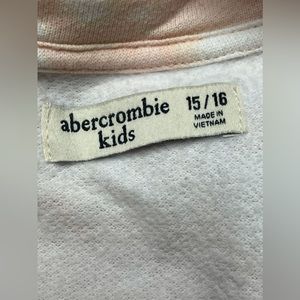 abercrombie
kids
15/16
MADE IN
VIETNAM